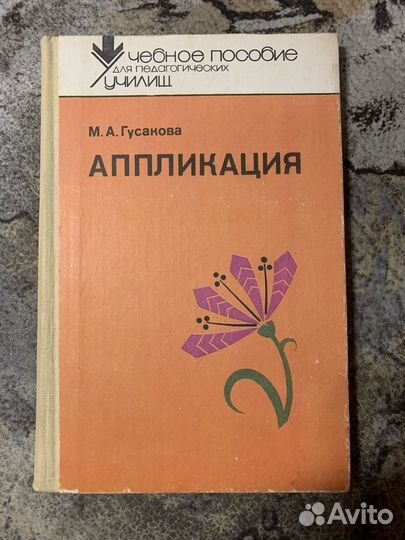 Учебное пособие
для педагогических
училищ
М. А. Гусакова
АППЛИКАЦИЯ
Avito